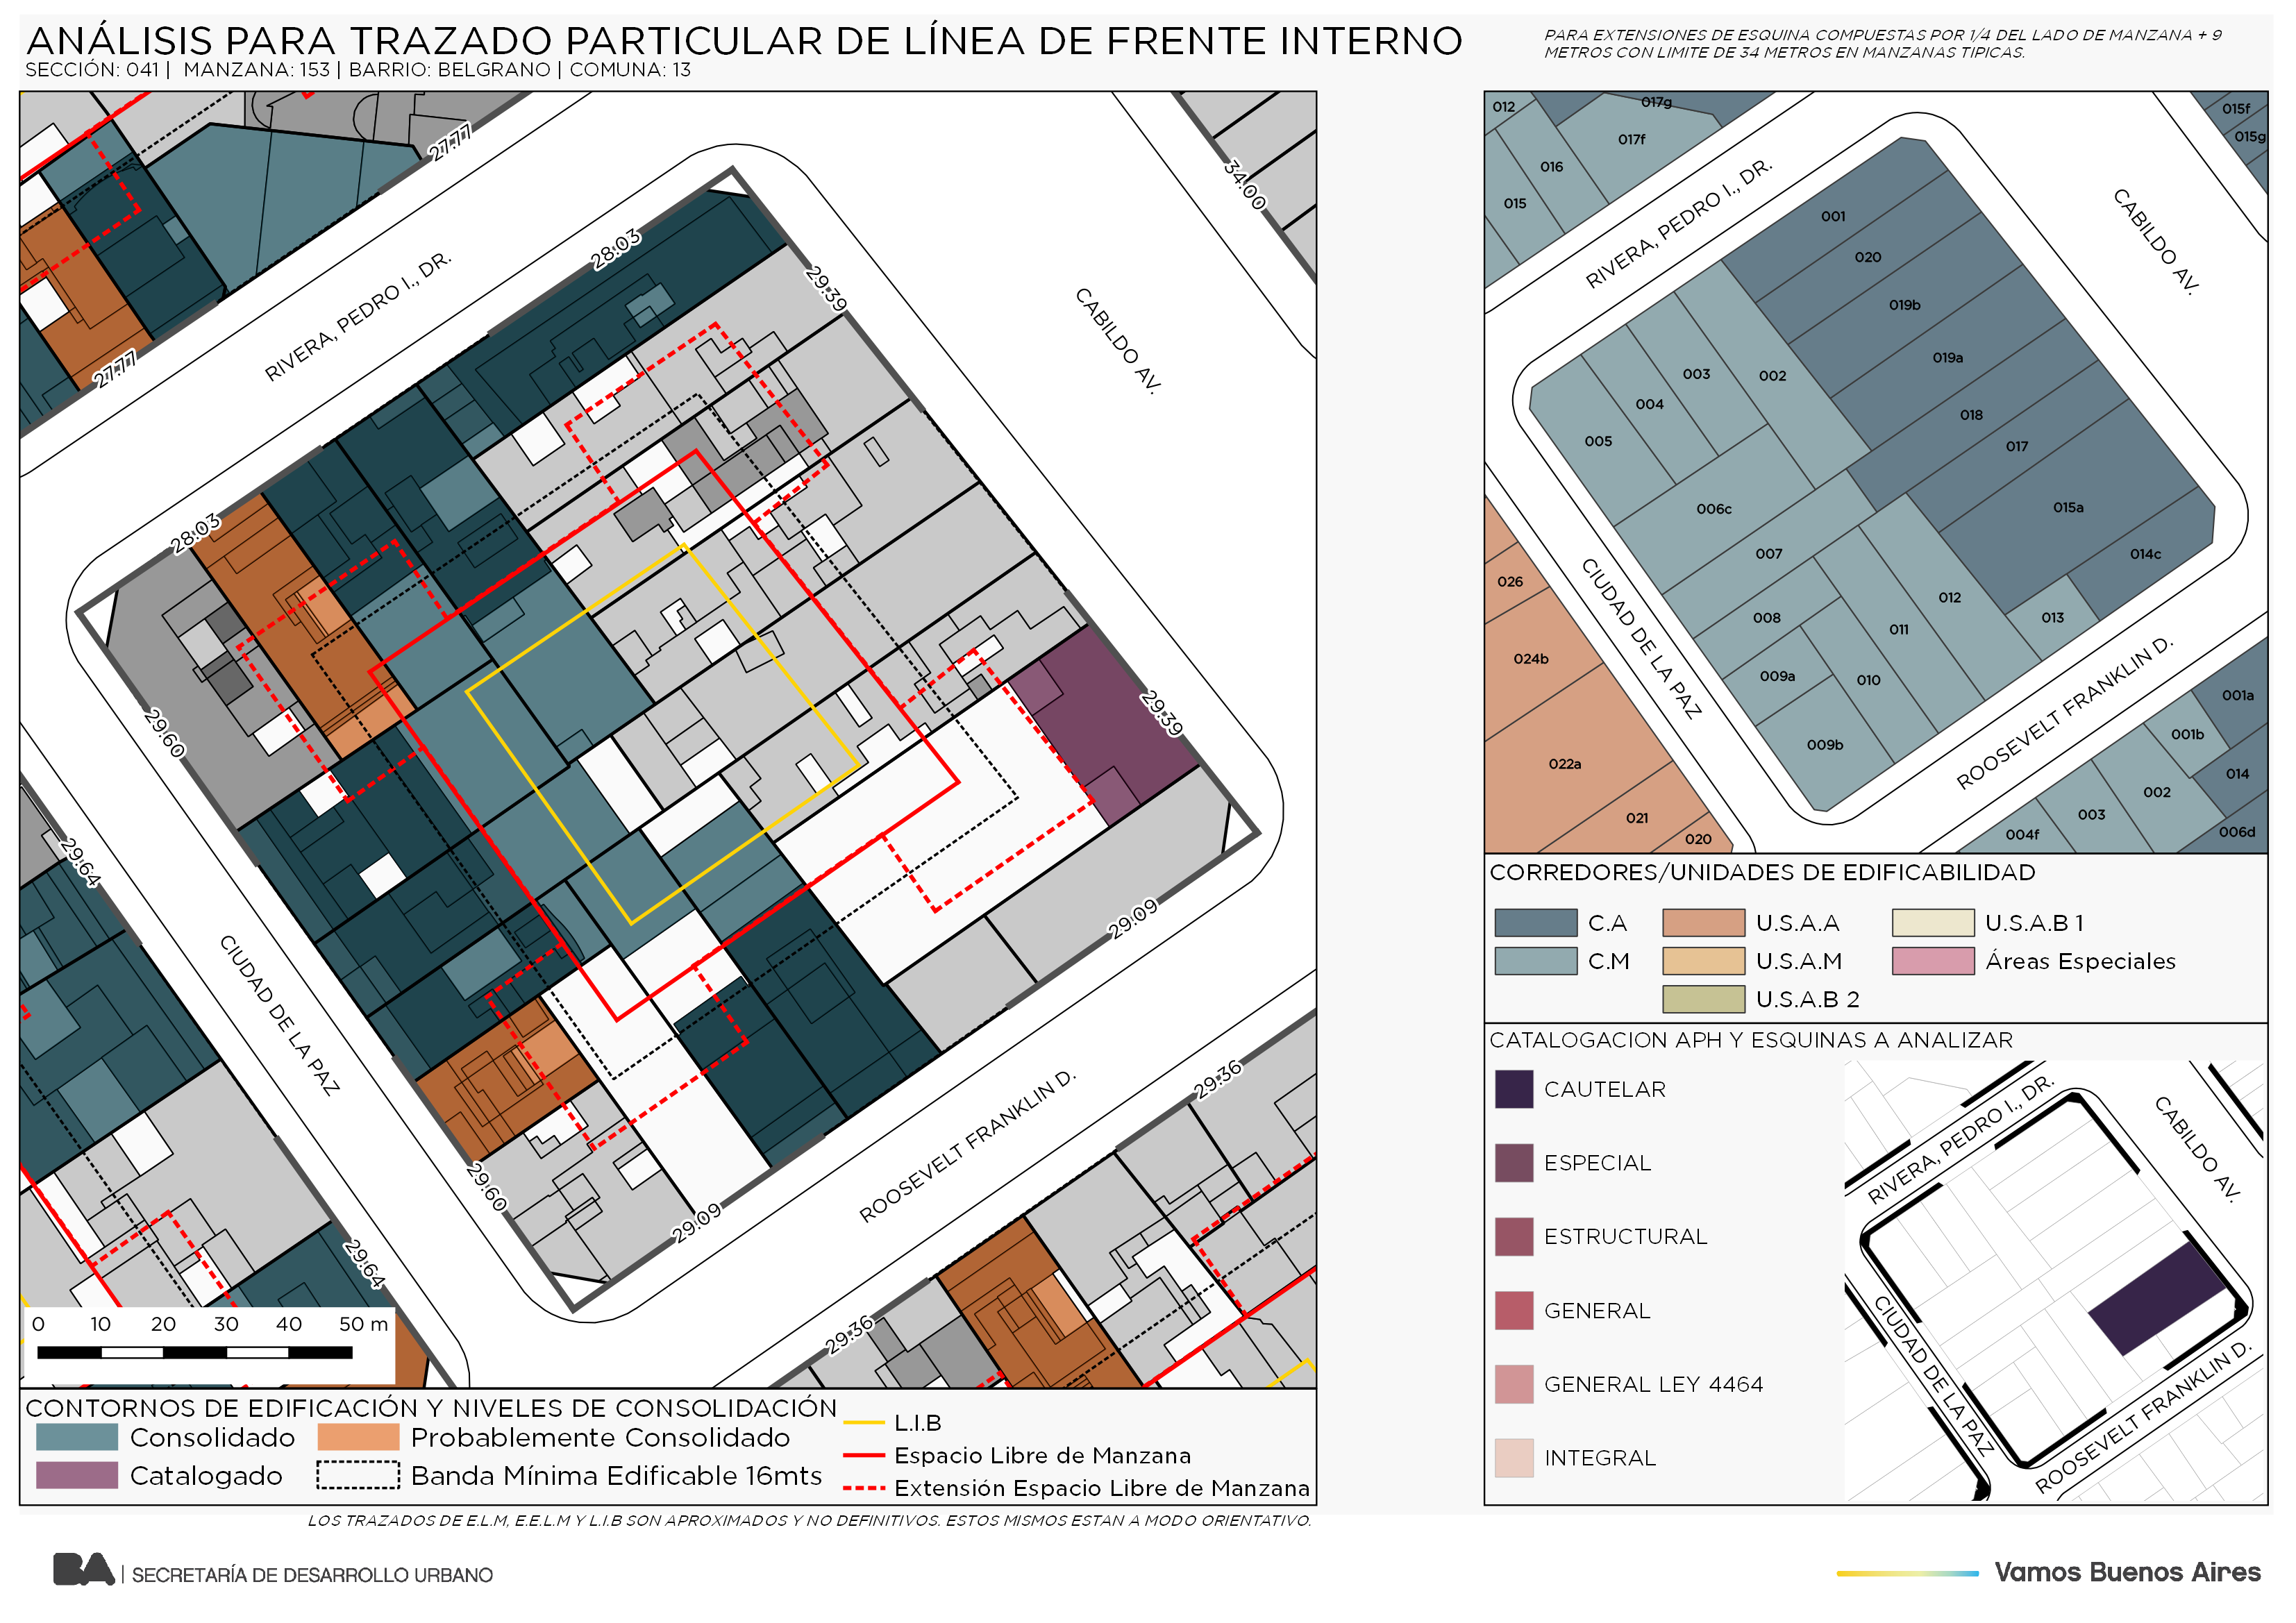 ANÁLISIS PARA TRAZADO PARTICULAR DE LÍNEA DE FRENTE INTERNO
SECCIÓN: 041 | MANZANA: 153 | BARRIO: BELGRANO | COMUNA: 13
PARA EXTENSIONES DE ESQUINA COMPUESTAS POR 1/4 DEL LADO DE MANZANA + 9
METROS CON LIMITE DE 34 METROS EN MANZANAS TIPICAS.
27.77
34.00
28.03
RIVERA, PEDRO I., DR.
29.39
CABILDO AV.
27.77
28.03
29.60
29.39
29.64
29.09
CIUDAD DE LA PAZ
29.36
ROOSEVELT FRANKLIN D.
29.60
29.09
29.64
29.36
0 10 20 30 40 50 m
CONTORNOS DE EDIFICACIÓN Y NIVELES DE CONSOLIDACIÓN
Consolidado
Probablemente Consolidado
Catalogado
Banda Mínima Edificable 16mts
L.I.B
Espacio Libre de Manzana
Extensión Espacio Libre de Manzana
LOS TRAZADOS DE E.L.M, E.E.L.M Y L.I.B SON APROXIMADOS Y NO DEFINITIVOS. ESTOS MISMOS ESTAN A MODO ORIENTATIVO.
012
017g
017f
016
015
015f
015g
RIVERA, PEDRO I., DR.
CABILDO AV.
001
020
019b
019a
018
017
015a
014c
002
003
004
005
006c
007
008
009a
009b
010
011
012
013
026
024b
022a
021
020
CIUDAD DE LA PAZ
ROOSEVELT FRANKLIN D.
001a
001b
014
002
003
004f
006d
CORREDORES/UNIDADES DE EDIFICABILIDAD
C.A
U.S.A.A
U.S.A.B 1
C.M
U.S.A.M
Áreas Especiales
U.S.A.B 2
CATALOGACION APH Y ESQUINAS A ANALIZAR
CAUTELAR
ESPECIAL
ESTRUCTURAL
GENERAL
GENERAL LEY 4464
INTEGRAL
RIVERA, PEDRO I., DR.
CABILDO AV.
CIUDAD DE LA PAZ
ROOSEVELT FRANKLIN D.
BA | SECRETARÍA DE DESARROLLO URBANO
Vamos Buenos Aires